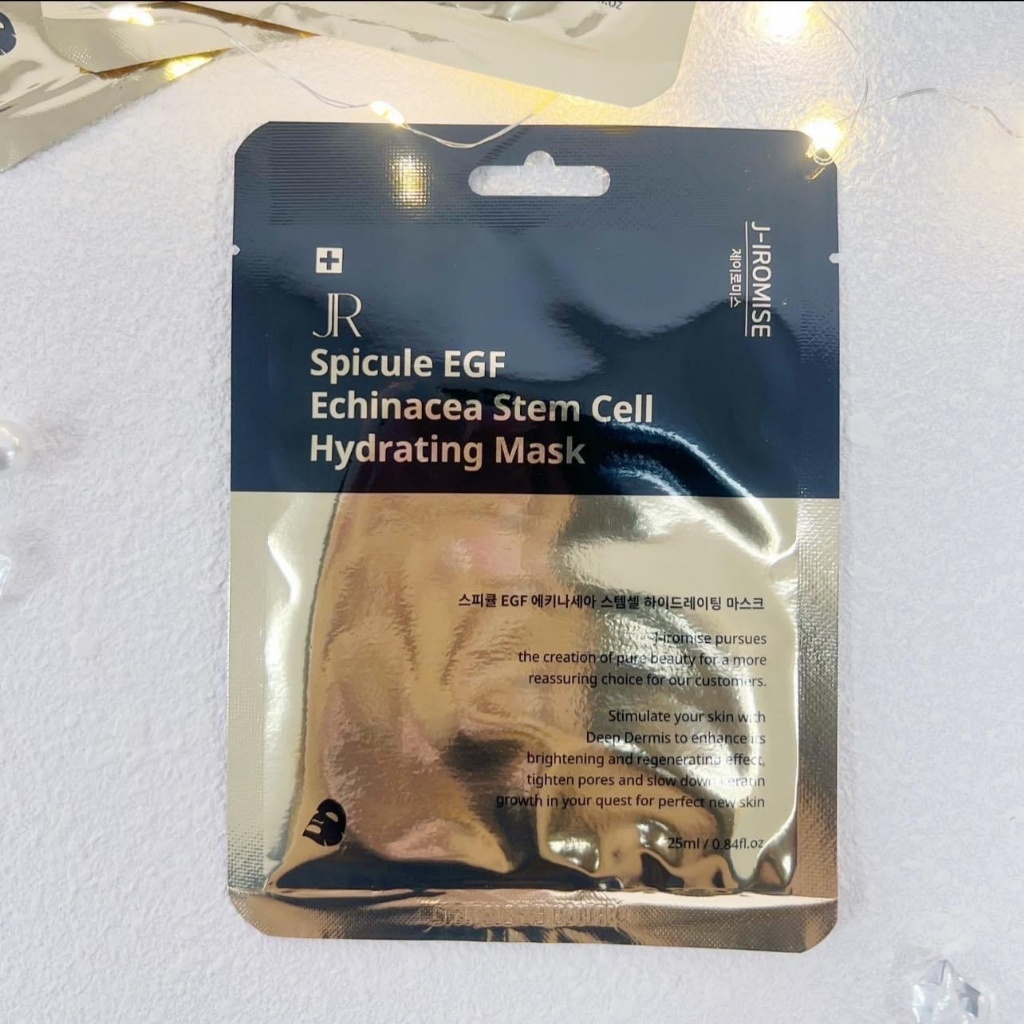 JR
Spicule EGF
Echinacea Stem Cell
Hydrating Mask
J-IROMISE
제이로미스
스피큘 EGF 에키나세아 스템셀 하이드레이팅 마스크
J-iromise pursues
the creation of pure beauty for a more
reassuring choice for our customers.
Stimulate your skin with
Deep Dermis to enhance its
brightening and regenerating effect,
tighten pores and slow down keratin
growth in your quest for perfect new skin
25ml / 0.84fl.oz